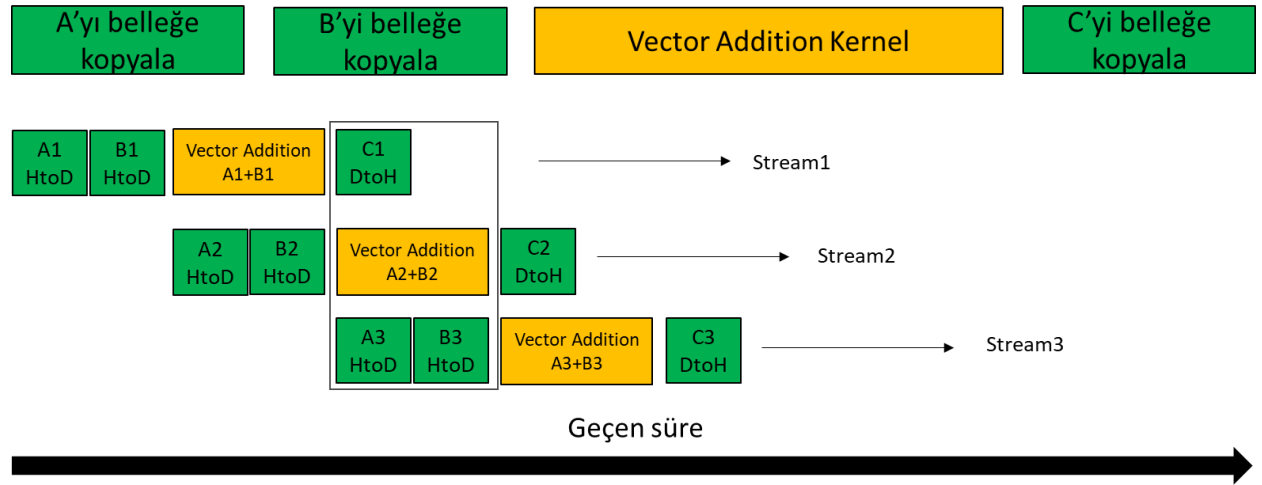 A'yı belleğe
kopyala
B'yi belleğe
kopyala
Vector Addition Kernel
C'yi belleğe
kopyala
A1
HtoD
B1
HtoD
Vector Addition
A1+B1
C1
DtoH
Stream1
A2
HtoD
B2
HtoD
Vector Addition
A2+B2
C2
DtoH
Stream2
A3
HtoD
B3
HtoD
Vector Addition
A3+B3
C3
DtoH
Stream3
Geçen süre